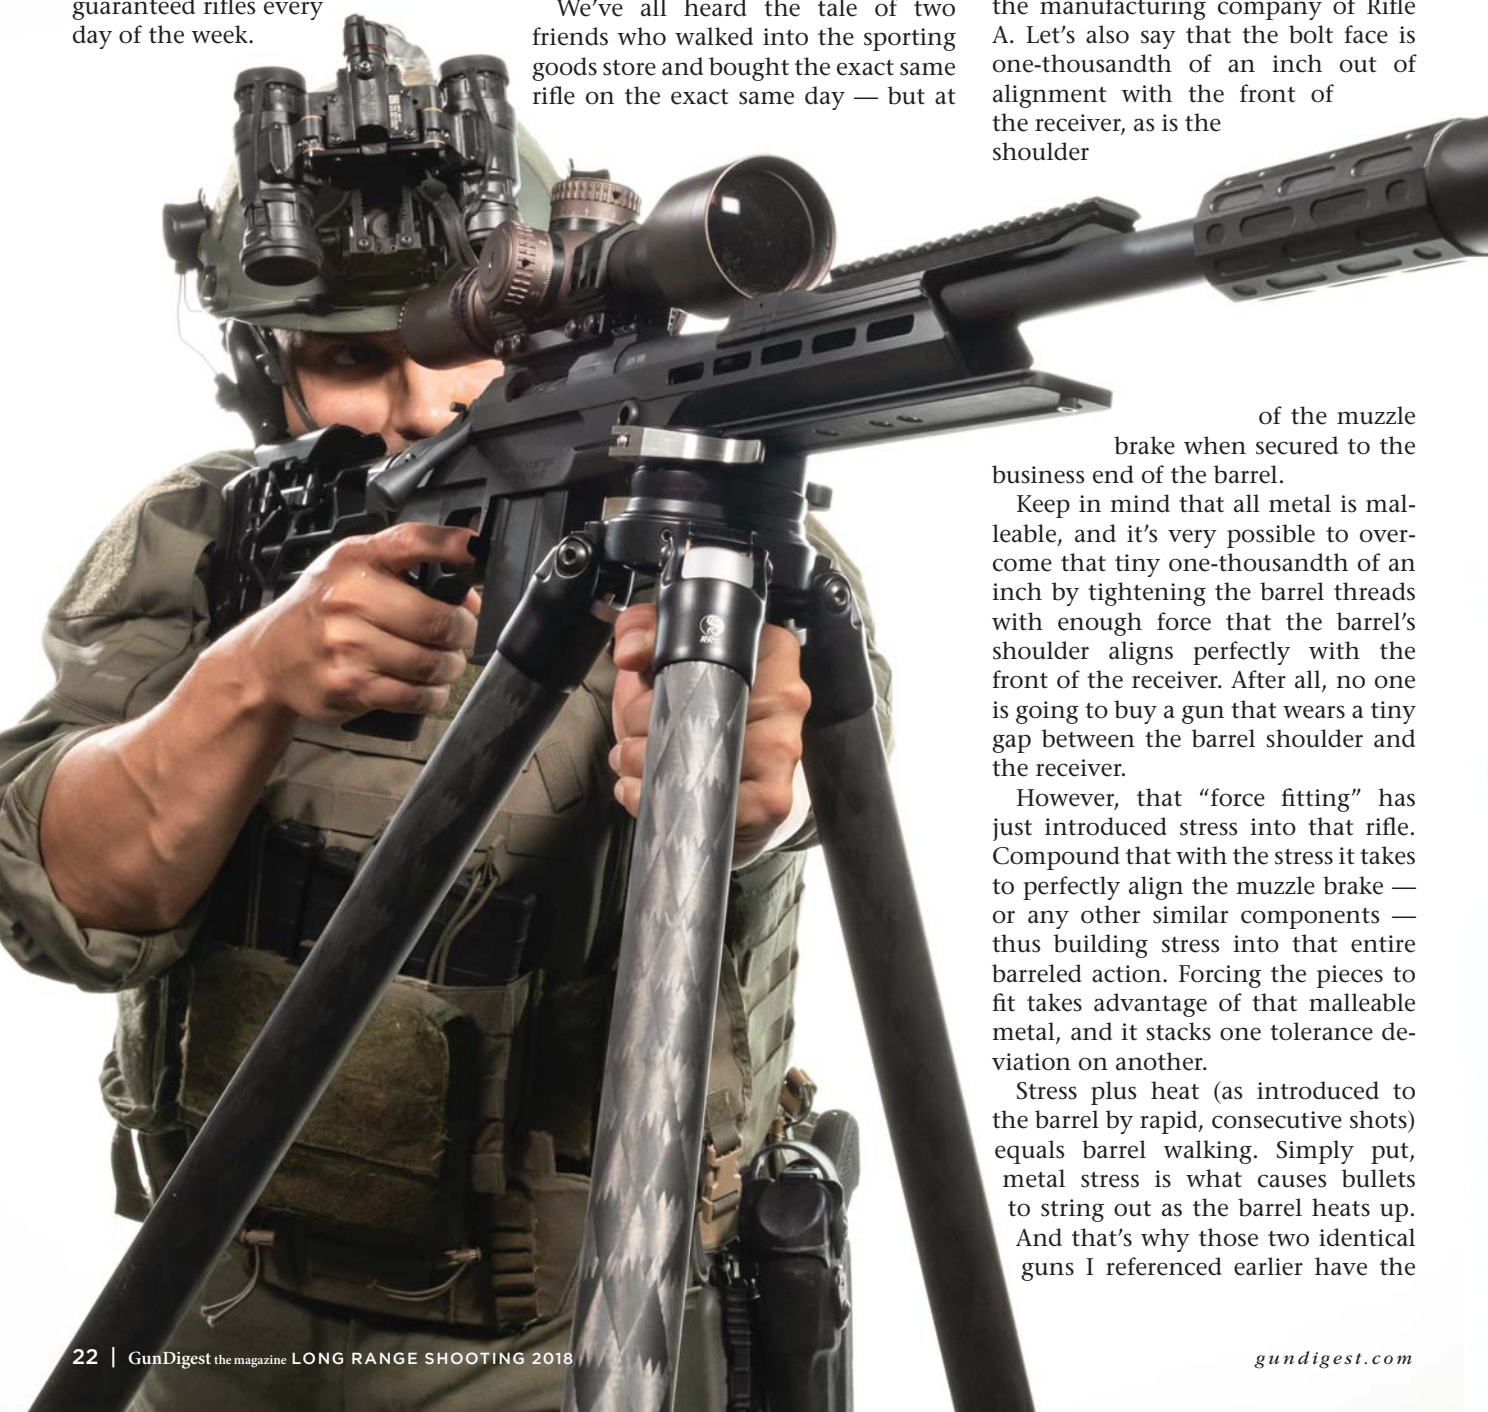 guaranteed rifles every
day of the week.
We've all heard the tale of two
friends who walked into the sporting
goods store and bought the exact same
rifle on the exact same day — but at
the manufacturing company of Rifle
A. Let's also say that the bolt face is
one-thousandth of an inch out of
alignment with the front of
the receiver, as is the
shoulder
of the muzzle
brake when secured to the
business end of the barrel.
Keep in mind that all metal is mal-
leable, and it's very possible to over-
come that tiny one-thousandth of an
inch by tightening the barrel threads
with enough force that the barrel's
shoulder aligns perfectly with the
front of the receiver. After all, no one
is going to buy a gun that wears a tiny
gap between the barrel shoulder and
the receiver.
However, that “force fitting” has
just introduced stress into that rifle.
Compound that with the stress it takes
to perfectly align the muzzle brake —
or any other similar components —
thus building stress into that entire
barreled action. Forcing the pieces to
fit takes advantage of that malleable
metal, and it stacks one tolerance de-
viation on another.
Stress plus heat (as introduced to
the barrel by rapid, consecutive shots)
equals barrel walking. Simply put,
metal stress is what causes bullets
to string out as the barrel heats up.
And that's why those two identical
guns I referenced earlier have the
22 | GunDigest the magazine LONG RANGE SHOOTING 2018
gundigest.com